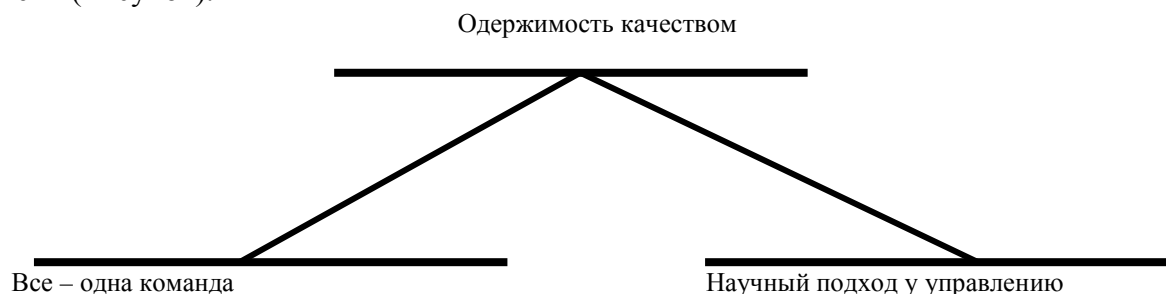 Одержимость качеством
Все – одна команда
Научный подход у управлению